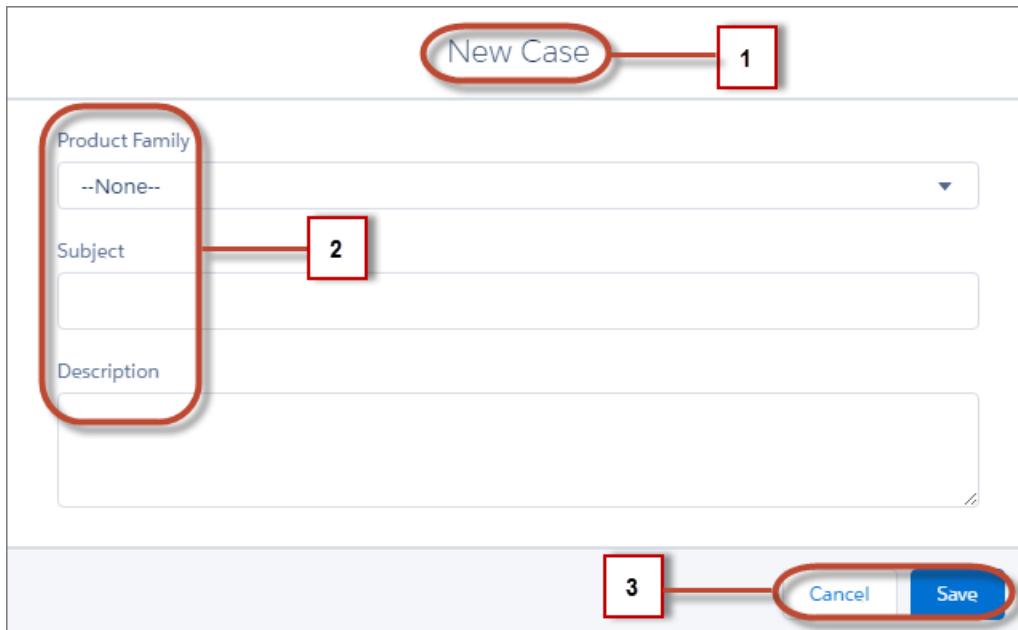 New Case
1
Product Family
--None--
2
Subject
Description
3
Cancel Save